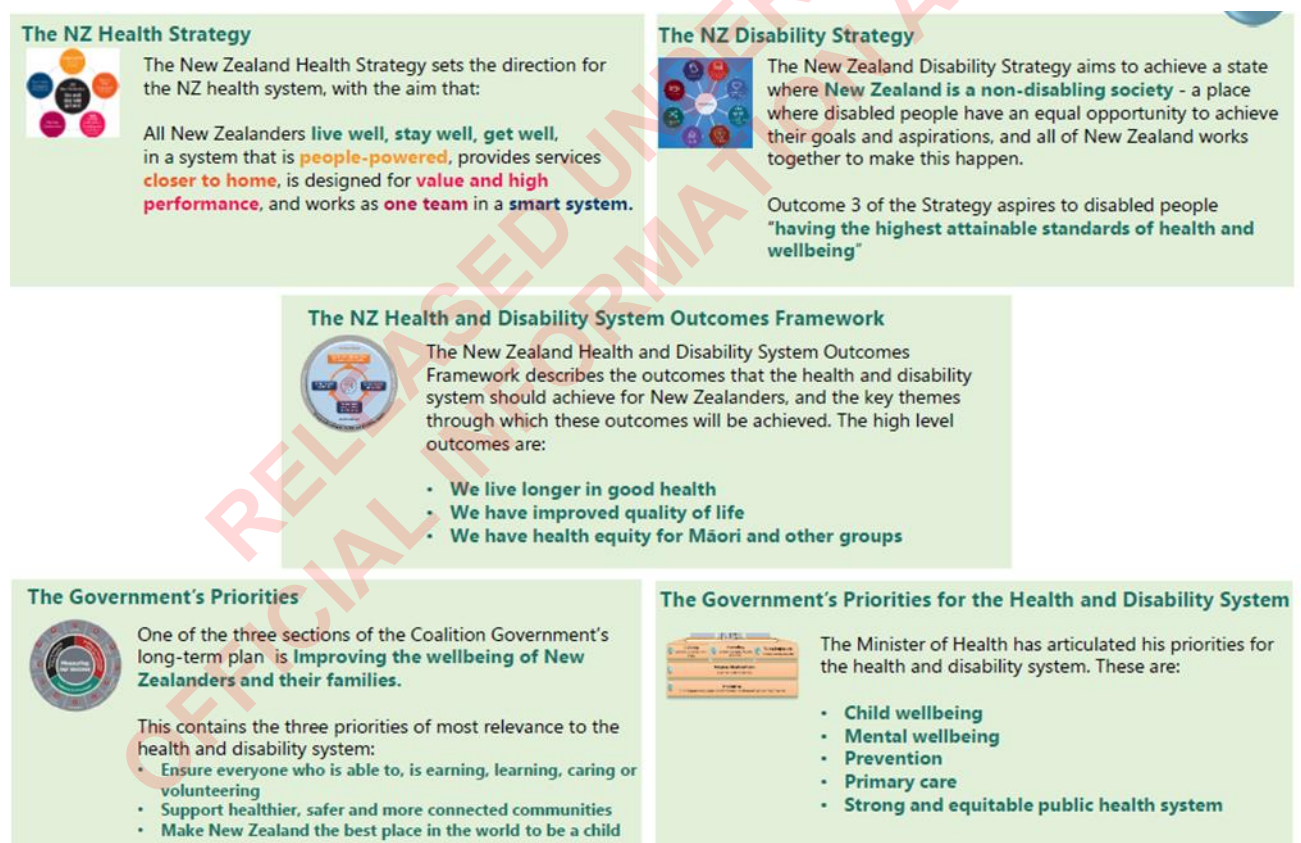 The NZ Health Strategy
The New Zealand Health Strategy sets the direction for
the NZ health system, with the aim that:
All New Zealanders live well, stay well, get well,
in a system that is people-powered, provides services
closer to home, is designed for value and high
performance, and works as one team in a smart system.
The NZ Disability Strategy
The New Zealand Disability Strategy aims to achieve a state
where New Zealand is a non-disabling society - a place
where disabled people have an equal opportunity to achieve
their goals and aspirations, and all of New Zealand works
together to make this happen.
Outcome 3 of the Strategy aspires to disabled people
"having the highest attainable standards of health and
wellbeing"
The NZ Health and Disability System Outcomes Framework
The New Zealand Health and Disability System Outcomes
Framework describes the outcomes that the health and disability
system should achieve for New Zealanders, and the key themes
through which these outcomes will be achieved. The high level
outcomes are:
• We live longer in good health
• We have improved quality of life
• We have health equity for Māori and other groups
The Government's Priorities
One of the three sections of the Coalition Government's
long-term plan is Improving the wellbeing of New
Zealanders and their families.
This contains the three priorities of most relevance to the
health and disability system:
• Ensure everyone who is able to, is earning, learning, caring or
volunteering
• Support healthier, safer and more connected communities
• Make New Zealand the best place in the world to be a child
The Government's Priorities for the Health and Disability System
The Minister of Health has articulated his priorities for
the health and disability system. These are:
• Child wellbeing
• Mental wellbeing
• Prevention
• Primary care
• Strong and equitable public health system
RELEASED UNDER
OFFICIAL INFORMATION A